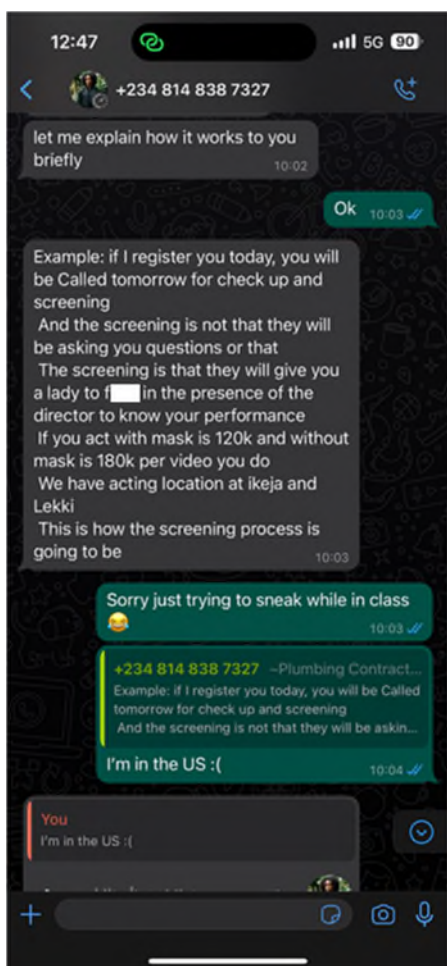 12:47
5G 90
+234 814 838 7327
let me explain how it works to you
briefly
10:02
Ok 10:03
Example: if I register you today, you will
be Called tomorrow for check up and
screening
And the screening is not that they will
be asking you questions or that
The screening is that they will give you
a lady to f in the presence of the
director to know your performance
If you act with mask is 120k and without
mask is 180k per video you do
We have acting location at ikeja and
Lekki
This is how the screening process is
going to be
10:03
Sorry just trying to sneak while in class
😂
10:03
+234 814 838 7327 ~Plumbing Contract...
Example: if I register you today, you will be Called
tomorrow for check up and screening
And the screening is not that they will be askin...
I'm in the US :(
10:04
You
I'm in the US :(